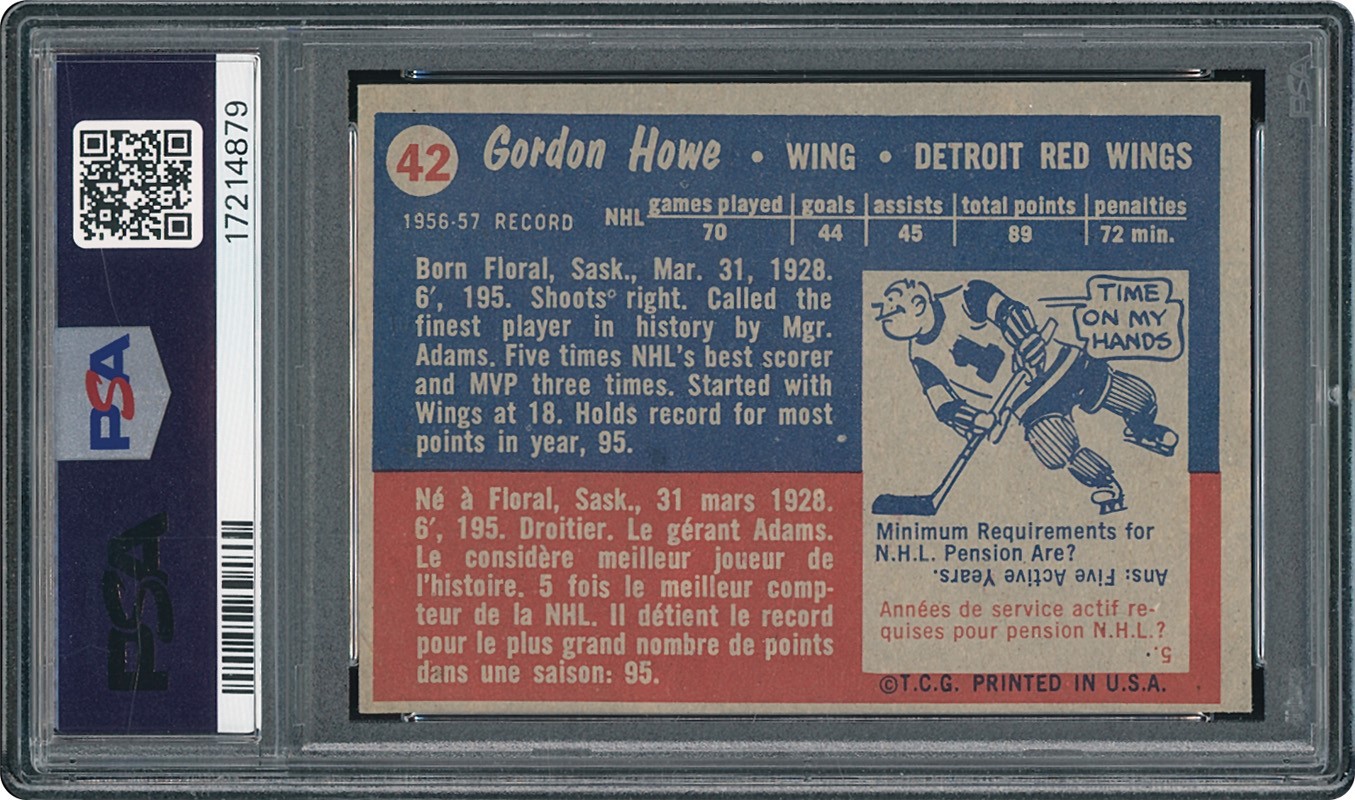 17214879
PSA
PSA
42 Gordon Howe • WING • DETROIT RED WINGS
1956-57 RECORD
games played goals assists total points penalties
NHL 70 44 45 89 72 min.
Born Floral, Sask., Mar. 31, 1928.
6′, 195. Shoots right. Called the
finest player in history by Mgr.
Adams. Five times NHL's best scorer
and MVP three times. Started with
Wings at 18. Holds record for most
points in year, 95.
Né à Floral, Sask., 31 mars 1928.
6′, 195. Droitier. Le gérant Adams.
Le considère meilleur joueur de
l'histoire. 5 fois le meilleur comp-
teur de la NHL. Il détient le record
pour le plus grand nombre de points
dans une saison: 95.
TIME
ON MY
HANDS
Minimum Requirements for
N.H.L. Pension Are?
Ans: Five Active Years.
Années de service actif re-
quises pour pension N.H.L.?
5.
©T.C.G. PRINTED IN U.S.A.
PSA